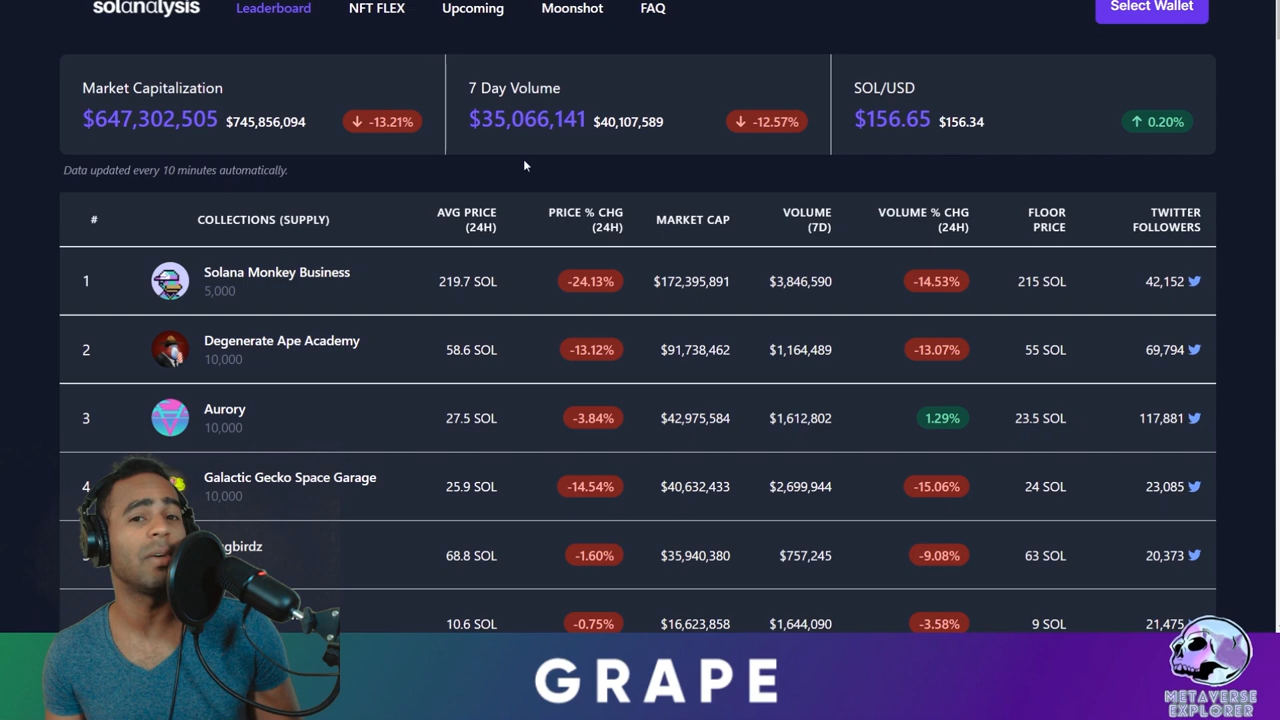 solanalysis Leaderboard NFT FLEX Upcoming Moonshot FAQ Select Wallet
Market Capitalization 7 Day Volume SOL/USD
$647,302,505 $745,856,094 ↓ -13.21% $35,066,141 $40,107,589 ↓ -12.57% $156.65 $156.34 ↑ 0.20%
Data updated every 10 minutes automatically.
# COLLECTIONS (SUPPLY) AVG PRICE (24H) PRICE % CHG (24H) MARKET CAP VOLUME (7D) VOLUME % CHG (24H) FLOOR PRICE TWITTER FOLLOWERS
1 Solana Monkey Business 5,000 219.7 SOL -24.13% $172,395,891 $3,846,590 -14.53% 215 SOL 42,152
2 Degenerate Ape Academy 10,000 58.6 SOL -13.12% $91,738,462 $1,164,489 -13.07% 55 SOL 69,794
3 Aurory 10,000 27.5 SOL -3.84% $42,975,584 $1,612,802 1.29% 23.5 SOL 117,881
4 Galactic Gecko Space Garage 10,000 25.9 SOL -14.54% $40,632,433 $2,699,944 -15.06% 24 SOL 23,085
gbirdz 68.8 SOL -1.60% $35,940,380 $757,245 -9.08% 63 SOL 20,373
10.6 SOL -0.75% $16,623,858 $1,644,090 -3.58% 9 SOL 21,475
GRAPE
METAVERSE
EXPLORER